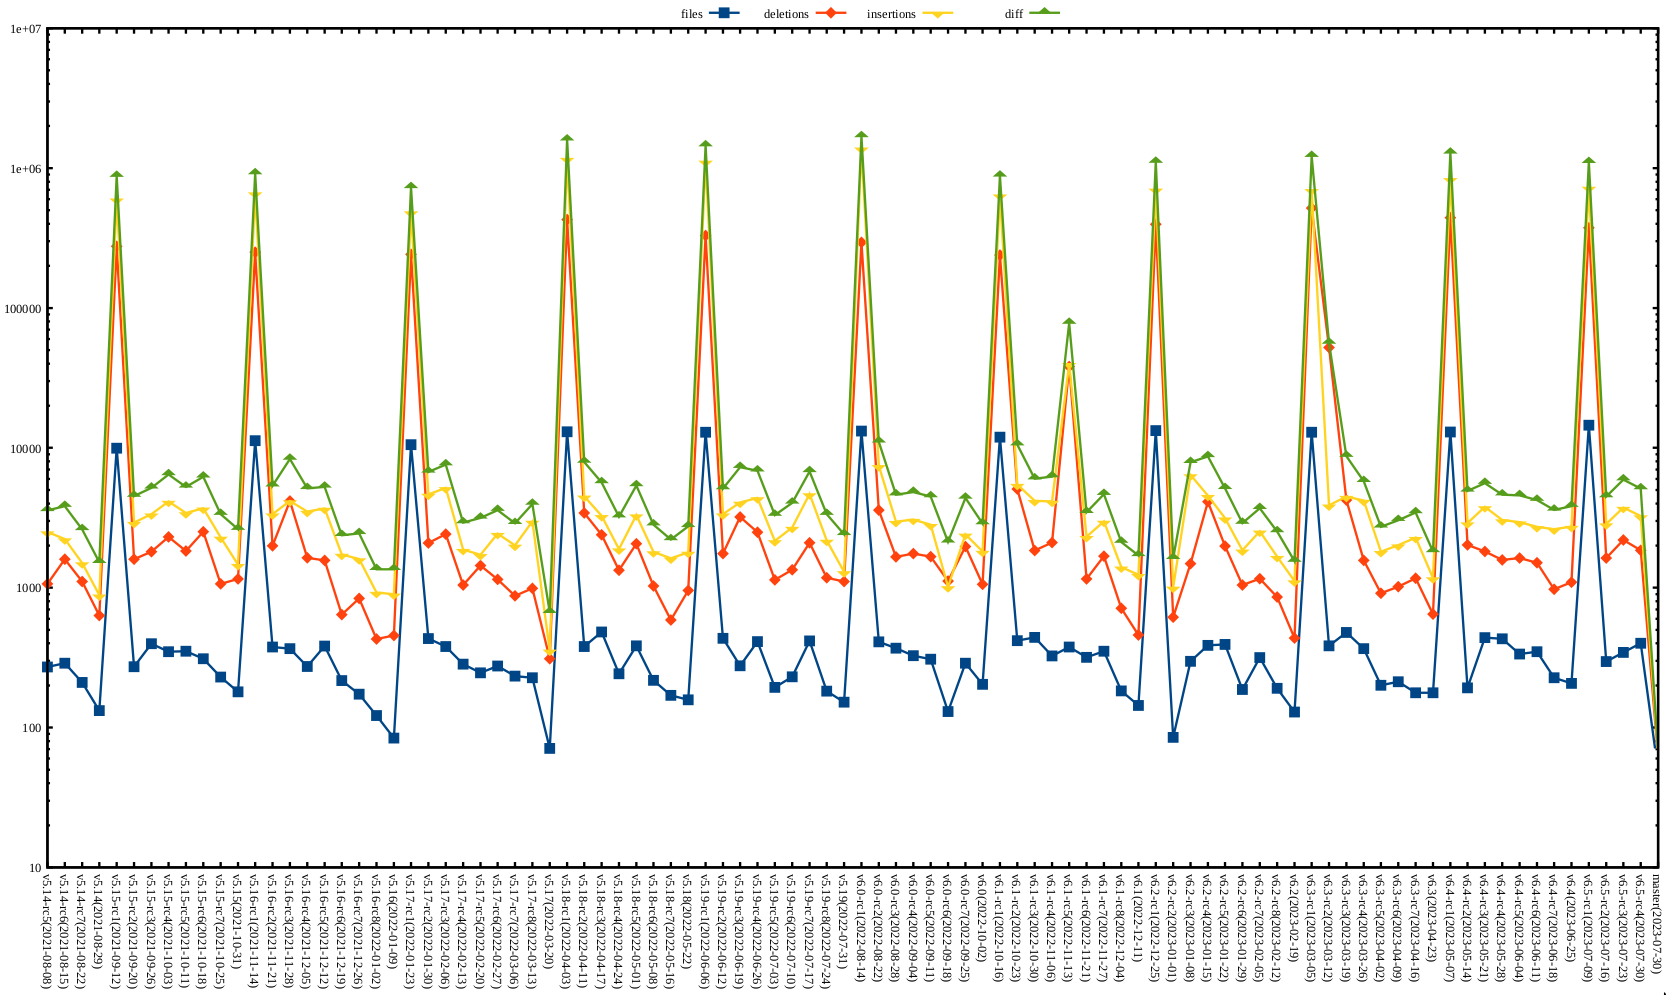 files deletions insertions diff
1e+07
1e+06
100000
10000
1000
100
10
v5.14-rc5(2021-08-08)
v5.14-rc6(2021-08-15)
v5.14-rc7(2021-08-22)
v5.14(2021-08-29)
v5.15-rc1(2021-09-12)
v5.15-rc2(2021-09-20)
v5.15-rc3(2021-09-26)
v5.15-rc4(2021-10-03)
v5.15-rc5(2021-10-11)
v5.15-rc6(2021-10-18)
v5.15-rc7(2021-10-25)
v5.15(2021-10-31)
v5.16-rc1(2021-11-14)
v5.16-rc2(2021-11-21)
v5.16-rc3(2021-11-28)
v5.16-rc4(2021-12-05)
v5.16-rc5(2021-12-12)
v5.16-rc6(2021-12-19)
v5.16-rc7(2021-12-26)
v5.16-rc8(2022-01-02)
v5.16(2022-01-09)
v5.17-rc1(2022-01-23)
v5.17-rc2(2022-01-30)
v5.17-rc3(2022-02-06)
v5.17-rc4(2022-02-13)
v5.17-rc5(2022-02-20)
v5.17-rc6(2022-02-27)
v5.17-rc7(2022-03-06)
v5.17-rc8(2022-03-13)
v5.17(2022-03-20)
v5.18-rc1(2022-04-03)
v5.18-rc2(2022-04-11)
v5.18-rc3(2022-04-17)
v5.18-rc4(2022-04-24)
v5.18-rc5(2022-05-01)
v5.18-rc6(2022-05-08)
v5.18-rc7(2022-05-16)
v5.18(2022-05-22)
v5.19-rc1(2022-06-06)
v5.19-rc2(2022-06-12)
v5.19-rc3(2022-06-19)
v5.19-rc4(2022-06-26)
v5.19-rc5(2022-07-03)
v5.19-rc6(2022-07-10)
v5.19-rc7(2022-07-17)
v5.19-rc8(2022-07-24)
v5.19(2022-07-31)
v6.0-rc1(2022-08-14)
v6.0-rc2(2022-08-22)
v6.0-rc3(2022-08-28)
v6.0-rc4(2022-09-04)
v6.0-rc5(2022-09-11)
v6.0-rc6(2022-09-18)
v6.0-rc7(2022-09-25)
v6.0(2022-10-02)
v6.1-rc1(2022-10-16)
v6.1-rc2(2022-10-23)
v6.1-rc3(2022-10-30)
v6.1-rc4(2022-11-06)
v6.1-rc5(2022-11-13)
v6.1-rc6(2022-11-21)
v6.1-rc7(2022-11-27)
v6.1-rc8(2022-12-04)
v6.1(2022-12-11)
v6.2-rc1(2022-12-25)
v6.2-rc2(2023-01-01)
v6.2-rc3(2023-01-08)
v6.2-rc4(2023-01-15)
v6.2-rc5(2023-01-22)
v6.2-rc6(2023-01-29)
v6.2-rc7(2023-02-05)
v6.2-rc8(2023-02-12)
v6.2(2023-02-19)
v6.3-rc1(2023-03-05)
v6.3-rc2(2023-03-12)
v6.3-rc3(2023-03-19)
v6.3-rc4(2023-03-26)
v6.3-rc5(2023-04-02)
v6.3-rc6(2023-04-09)
v6.3-rc7(2023-04-16)
v6.3(2023-04-23)
v6.4-rc1(2023-05-07)
v6.4-rc2(2023-05-14)
v6.4-rc3(2023-05-21)
v6.4-rc4(2023-05-28)
v6.4-rc5(2023-06-04)
v6.4-rc6(2023-06-11)
v6.4-rc7(2023-06-18)
v6.4(2023-06-25)
v6.5-rc1(2023-07-09)
v6.5-rc2(2023-07-16)
v6.5-rc3(2023-07-23)
v6.5-rc4(2023-07-30)
master(2023-07-30)